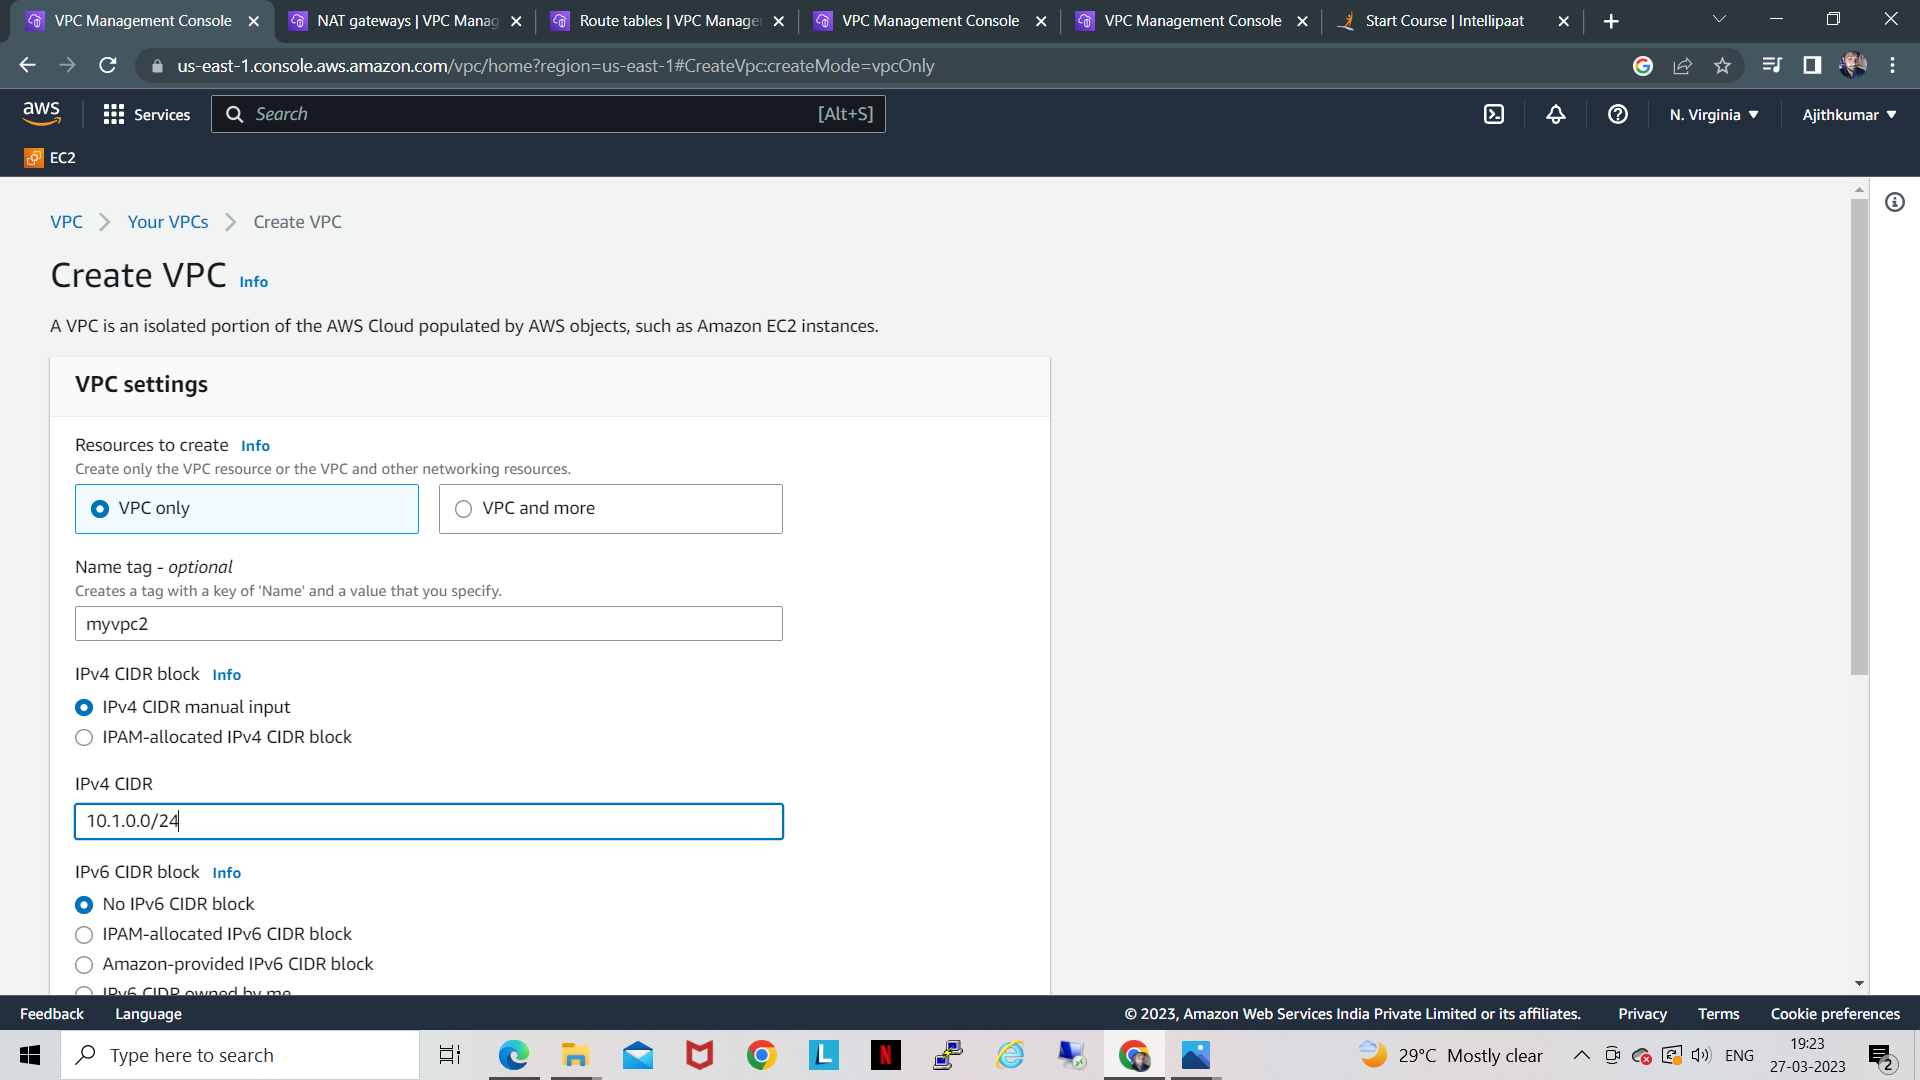 VPC Management Console
NAT gateways | VPC Manag
Route tables | VPC Manage
VPC Management Console
VPC Management Console
Start Course | Intellipaat
us-east-1.console.aws.amazon.com/vpc/home?region=us-east-1#CreateVpc:createMode=vpcOnly
aws
Services
Search
[Alt+S]
N. Virginia
Ajithkumar
EC2
VPC
Your VPCs
Create VPC
Create VPC Info
A VPC is an isolated portion of the AWS Cloud populated by AWS objects, such as Amazon EC2 instances.
VPC settings
Resources to create Info
Create only the VPC resource or the VPC and other networking resources.
VPC only
VPC and more
Name tag - optional
Creates a tag with a key of 'Name' and a value that you specify.
myvpc2
IPv4 CIDR block Info
IPv4 CIDR manual input
IPAM-allocated IPv4 CIDR block
IPv4 CIDR
10.1.0.0/24
IPv6 CIDR block Info
No IPv6 CIDR block
IPAM-allocated IPv6 CIDR block
Amazon-provided IPv6 CIDR block
IPv6 CIDR owned by me
Feedback
Language
© 2023, Amazon Web Services India Private Limited or its affiliates.
Privacy
Terms
Cookie preferences
Type here to search
L
N
29°C Mostly clear
ENG
19:23
27-03-2023
2